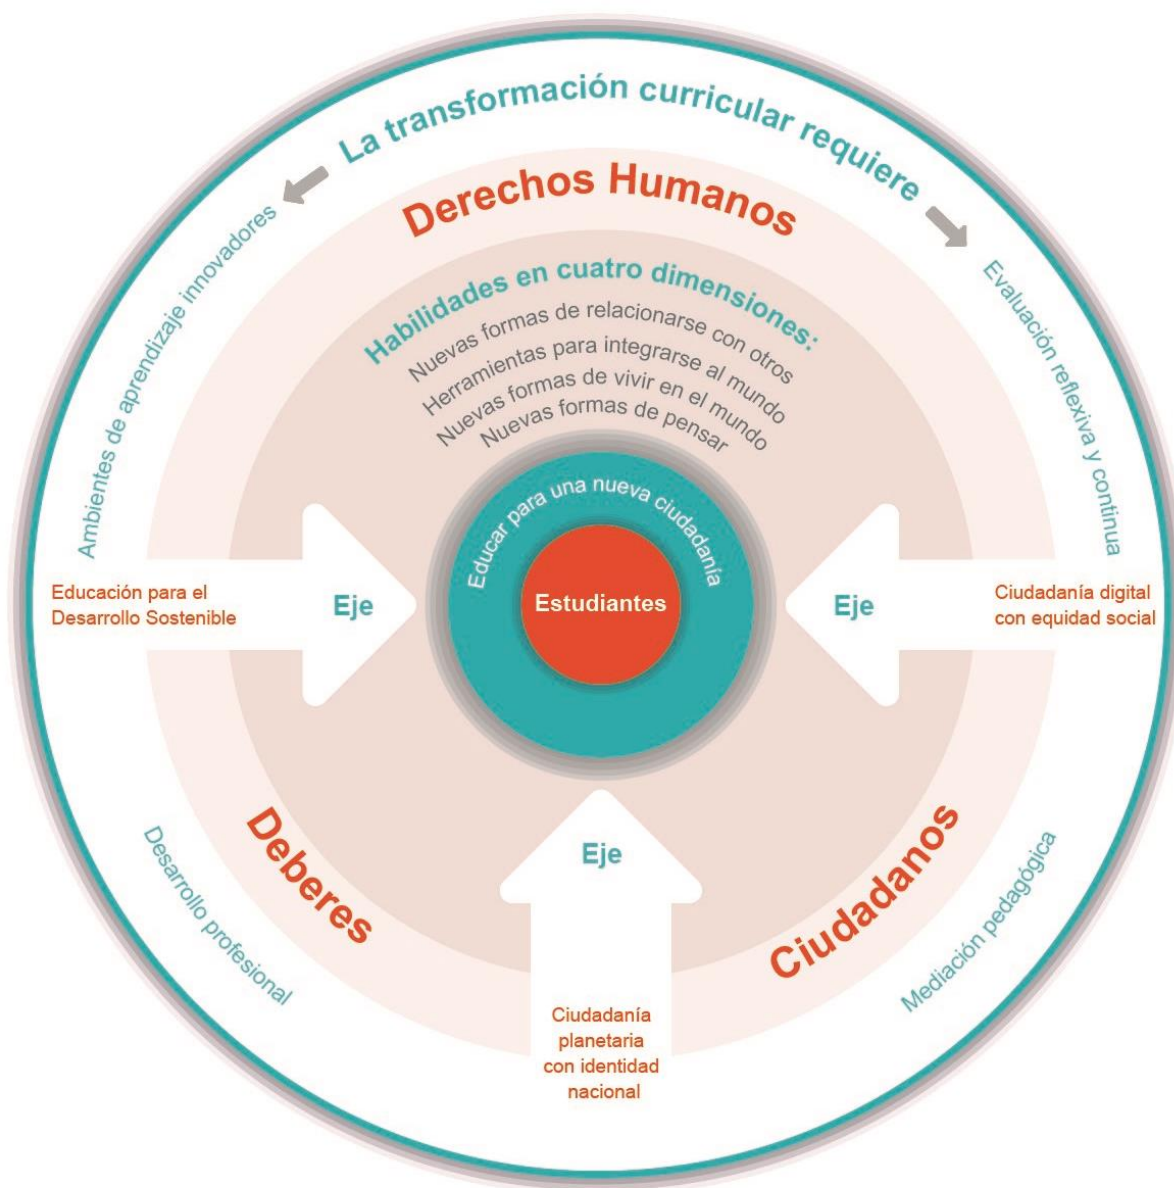 La transformación curricular requiere
Ambientes de aprendizaje innovadores
Evaluación reflexiva y continua
Derechos Humanos
Habilidades en cuatro dimensiones:
Nuevas formas de relacionarse con otros
Herramientas para integrarse al mundo
Nuevas formas de vivir en el mundo
Nuevas formas de pensar
Educar para una nueva ciudadanía
Estudiantes
Educación para el
Desarrollo Sostenible
Eje
Eje
Ciudadanía digital
con equidad social
Eje
Deberes
Ciudadanos
Desarrollo profesional
Mediación pedagógica
Ciudadanía
planetaria
con identidad
nacional